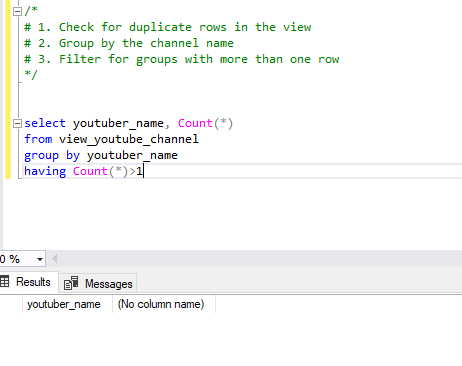 /*
# 1. Check for duplicate rows in the view
# 2. Group by the channel name
# 3. Filter for groups with more than one row
*/
select youtuber_name, Count(*)
from view_youtube_channel
group by youtuber_name
having Count(*)>1
0 %
Results Messages
youtuber_name (No column name)